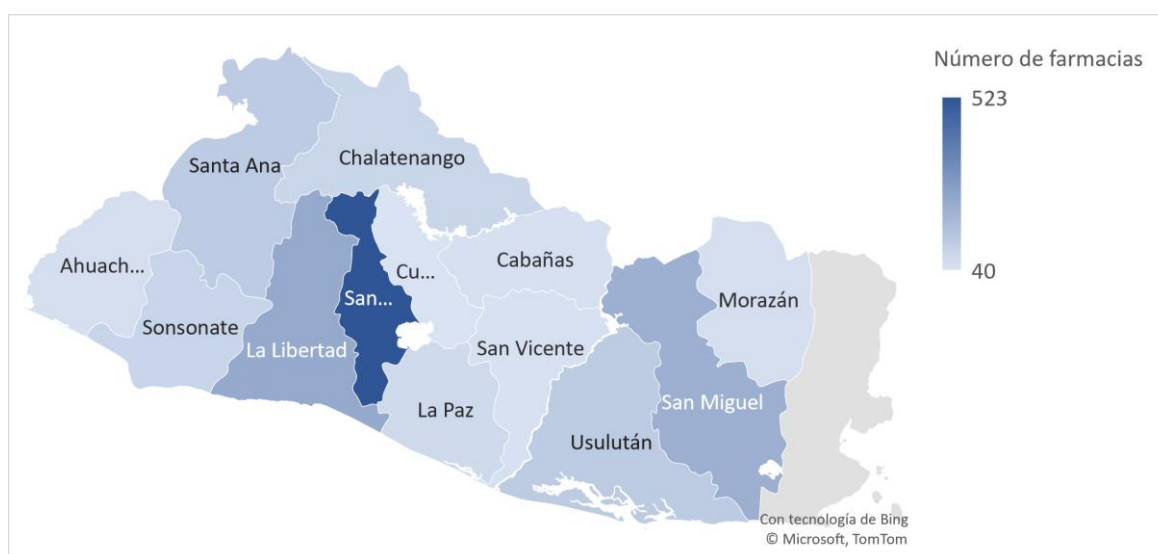 Número de farmacias
523
40
Santa Ana
Chalatenango
Ahuach...
Cu...
Cabañas
San...
Morazán
Sonsonate
La Libertad
San Vicente
La Paz
San Miguel
Usulután
Con tecnología de Bing
© Microsoft, TomTom